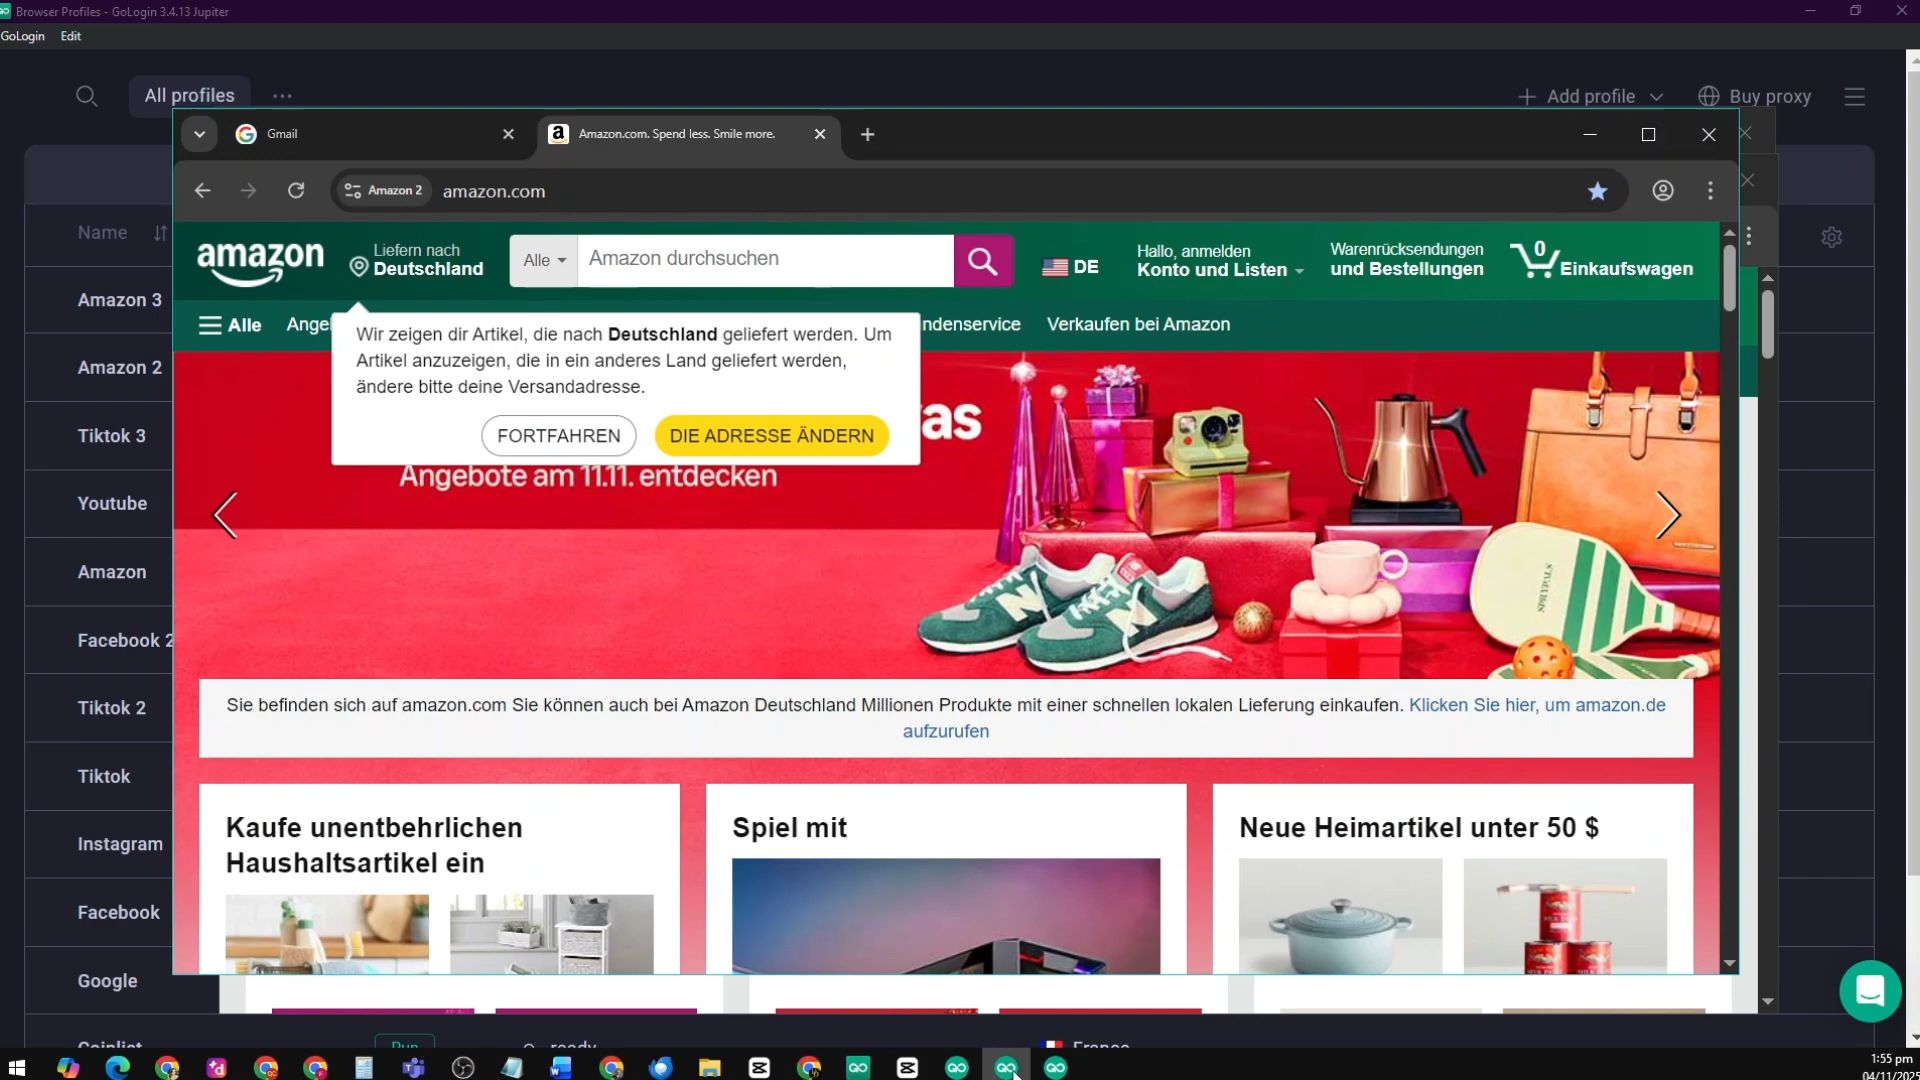 Browser Profiles - GoLogin 3.4.13 Jupiter
GoLogin Edit
All profiles ...
Add profile
Buy proxy
Gmail
Amazon.com. Spend less. Smile more.
Amazon 2 amazon.com
Name
Amazon 3
Amazon 2
Tiktok 3
Youtube
Amazon
Facebook 2
Tiktok 2
Tiktok
Instagram
Facebook
Google
amazon
Liefern nach
Deutschland
Alle
Amazon durchsuchen
DE
Hallo, anmelden
Konto und Listen
Warenrücksendungen
und Bestellungen
0
Einkaufswagen
Alle
Verkaufen bei Amazon
Wir zeigen dir Artikel, die nach Deutschland geliefert werden. Um
Artikel anzuzeigen, die in ein anderes Land geliefert werden,
ändere bitte deine Versandadresse.
FORTFAHREN
DIE ADRESSE ÄNDERN
Angebote am 11.11. entdecken
Sie befinden sich auf amazon.com Sie können auch bei Amazon Deutschland Millionen Produkte mit einer schnellen lokalen Lieferung einkaufen. Klicken Sie hier, um amazon.de
aufzurufen
Kaufe unentbehrlichen
Haushaltsartikel ein
Spiel mit
Neue Heimartikel unter 50 $
Run
ready
France
1:55 pm
04/11/2025